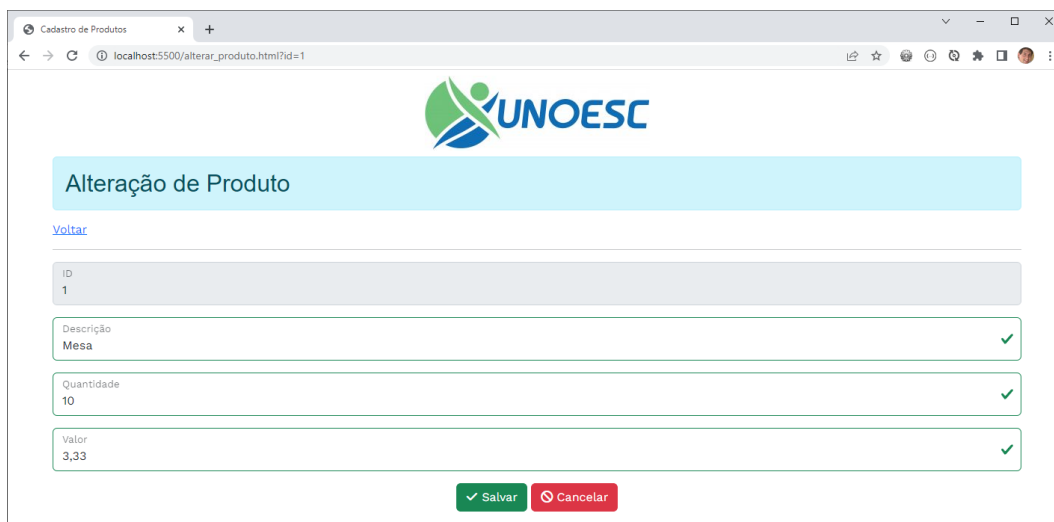 Cadastro de Produtos
localhost:5500/alterar_produto.html?id=1
UNOESC
Alteração de Produto
Voltar
ID
1
Descrição
Mesa
Quantidade
10
Valor
3,33
Salvar Cancelar